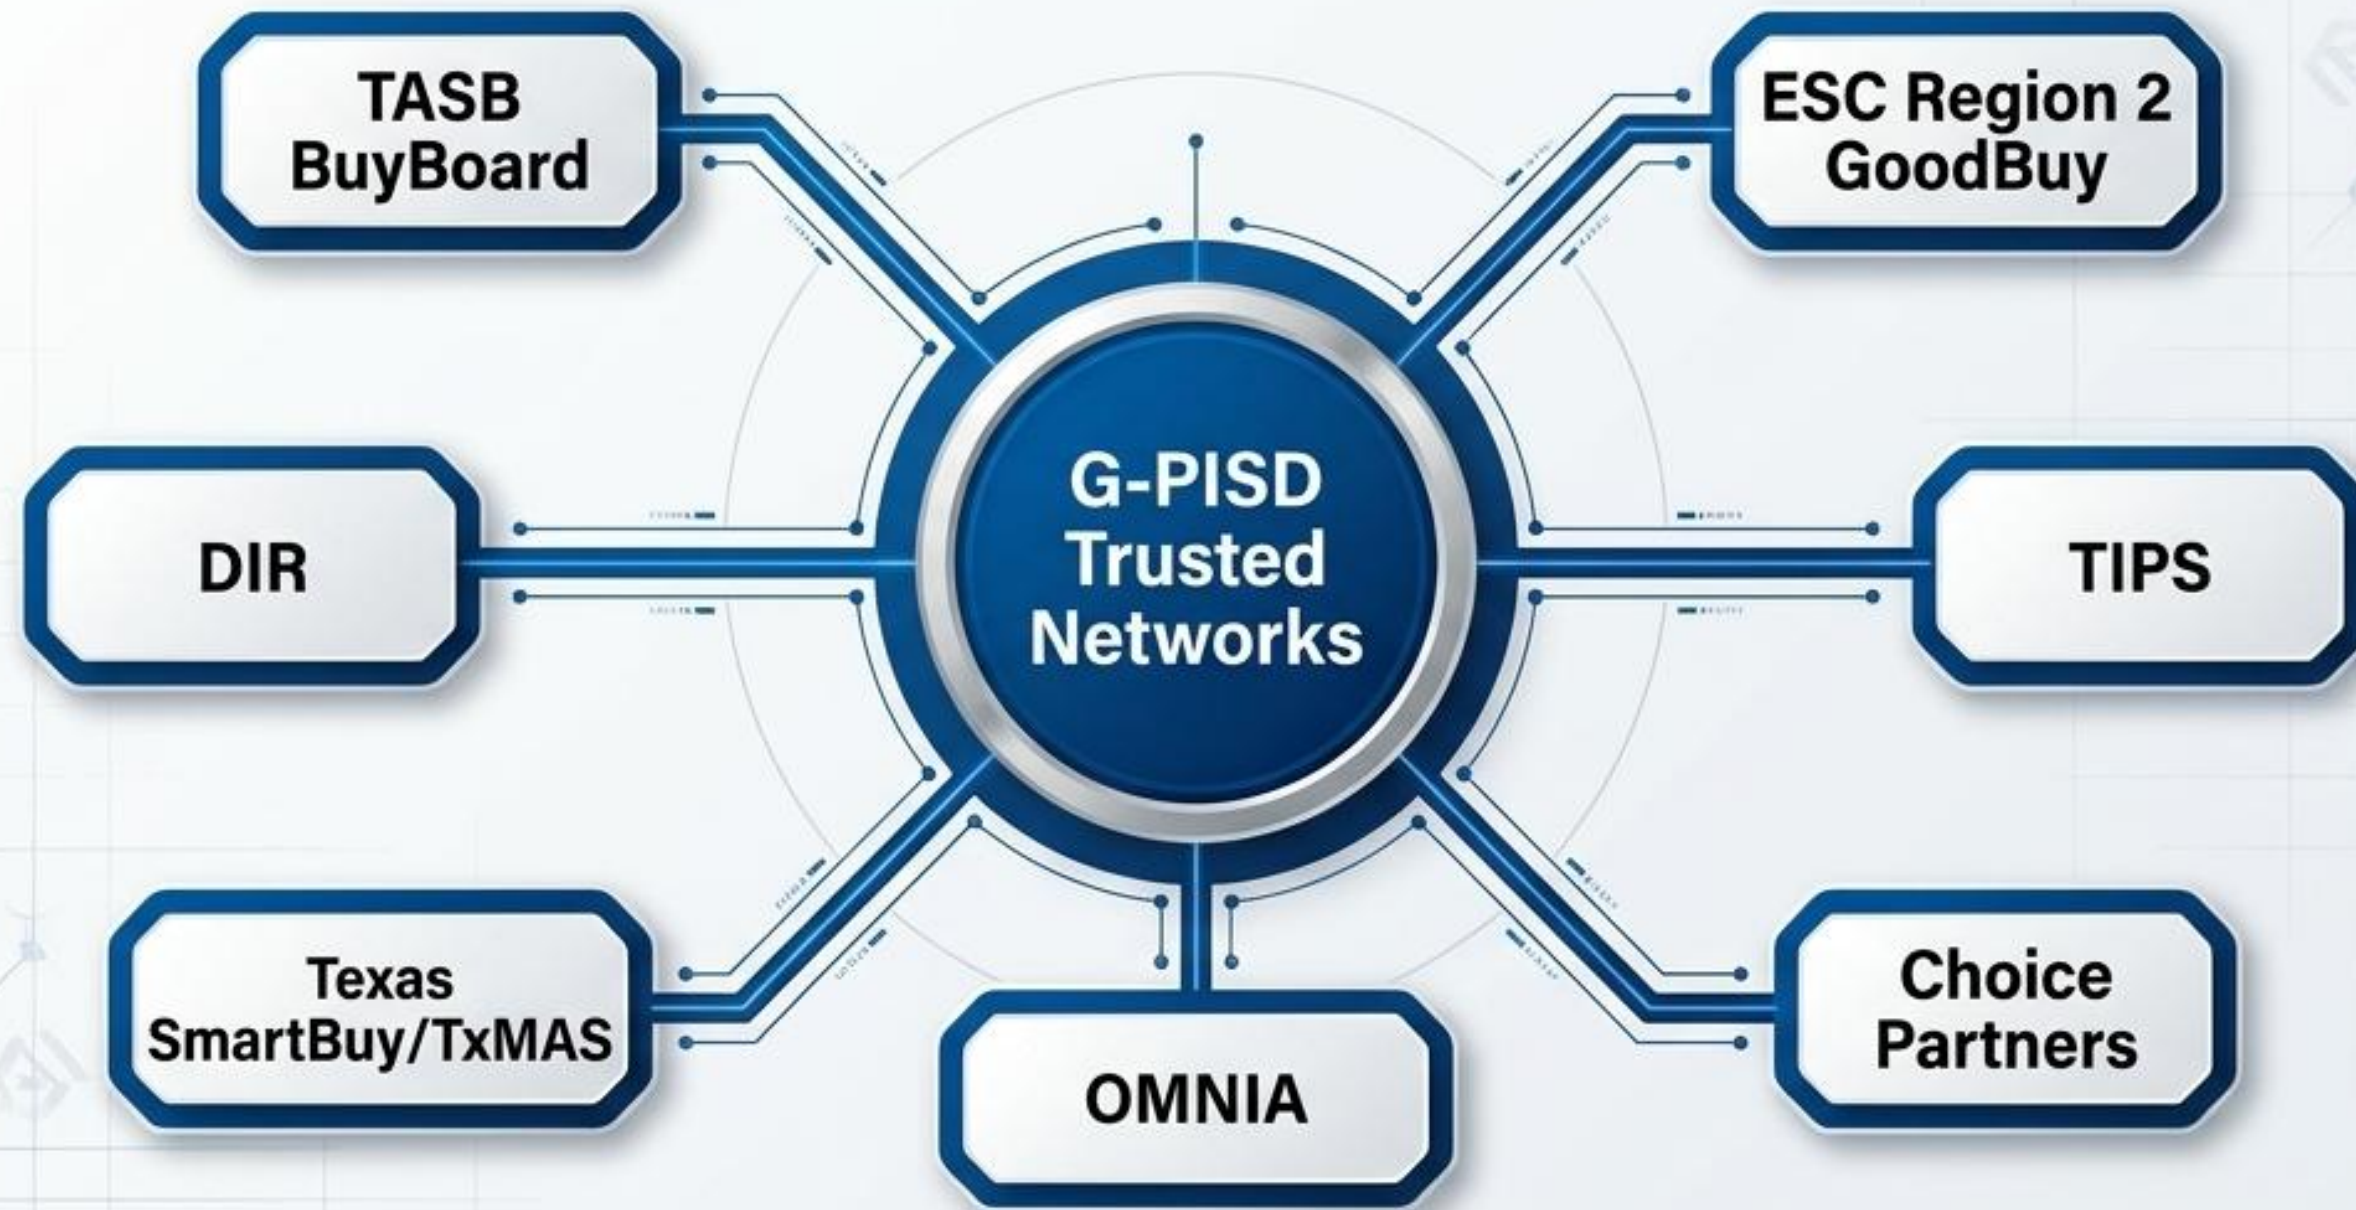 TASB
BuyBoard
ESC Region 2
GoodBuy
G-PISD
Trusted
Networks
DIR
TIPS
Texas
SmartBuy/TxMAS
OMNIA
Choice
Partners